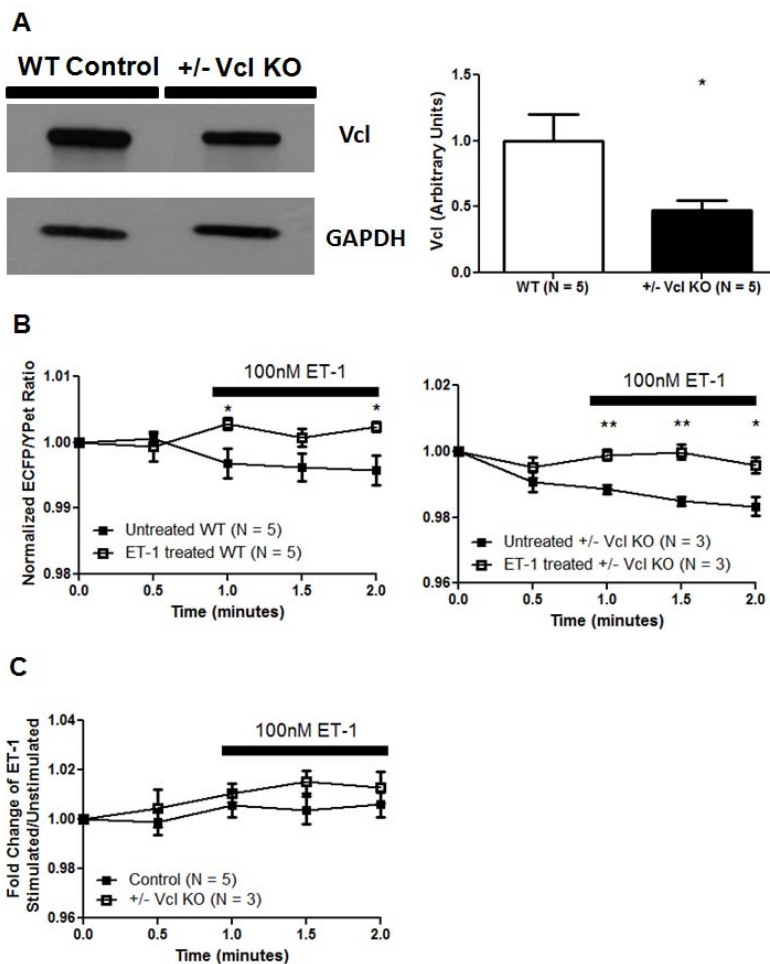 A
WT Control
+/- Vcl KO
Vcl
GAPDH
Vcl (Arbitrary Units)
1.5
1.0
0.5
0.0
*
WT (N = 5)
+/- Vcl KO (N = 5)
B
Normalized ECFP/YPet Ratio
1.01
1.00
0.99
0.98
100nM ET-1
*
*
Untreated WT (N = 5)
ET-1 treated WT (N = 5)
0.0
0.5
1.0
1.5
2.0
Time (minutes)
1.02
1.00
0.98
0.96
100nM ET-1
**
**
*
Untreated +/- Vcl KO (N = 3)
ET-1 treated +/- Vcl KO (N = 3)
0.0
0.5
1.0
1.5
2.0
Time (minutes)
C
Fold Change of ET-1
Stimulated/Unstimulated
1.04
1.02
1.00
0.98
0.96
100nM ET-1
Control (N = 5)
+/- Vcl KO (N = 3)
0.0
0.5
1.0
1.5
2.0
Time (minutes)